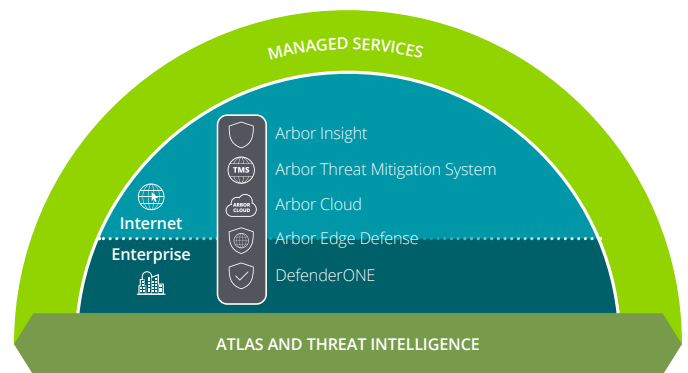 MANAGED SERVICES
Arbor Insight
TMS
Arbor Threat Mitigation System
ARBOR
CLOUD
Arbor Cloud
Internet
Arbor Edge Defense
Enterprise
DefenderONE
ATLAS AND THREAT INTELLIGENCE